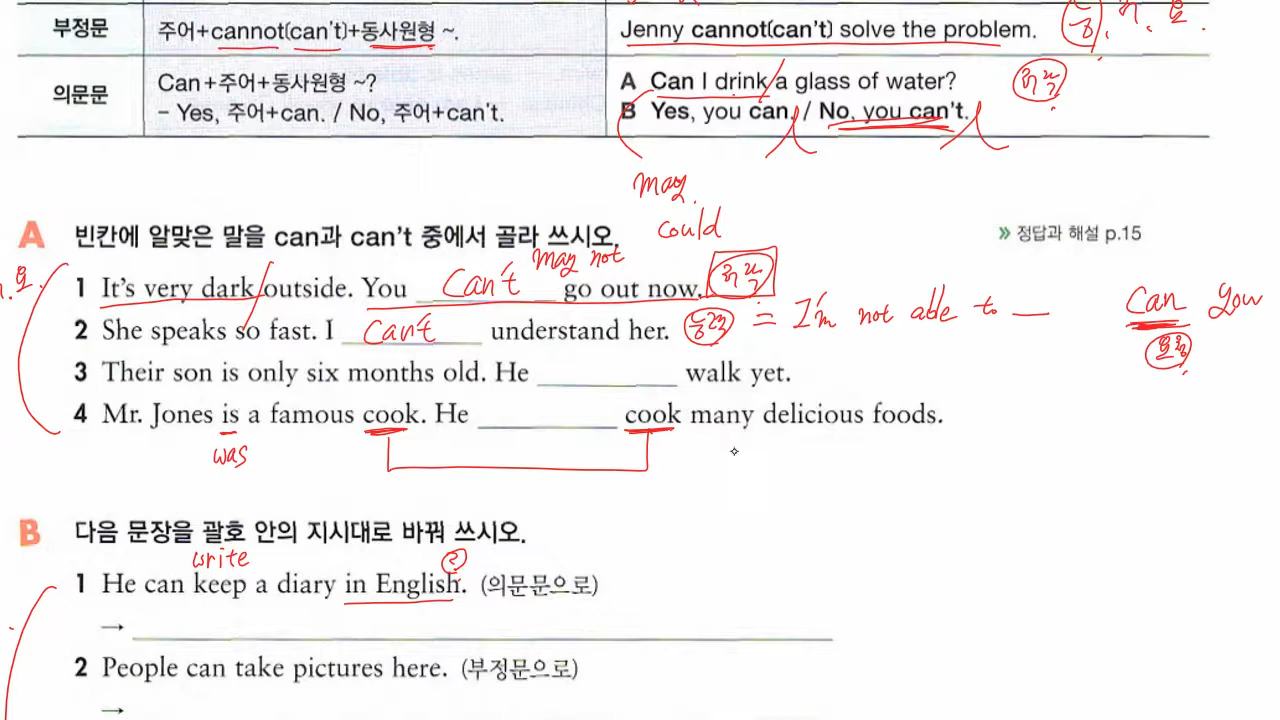 부정문 주어+cannot(can't)+동사원형 ~. Jenny cannot(can't) solve the problem.
의문문 Can+주어+동사원형 ~? A Can I drink a glass of water? 허락?
– Yes, 주어+can. / No, 주어+can't. B Yes, you can. / No, you can't.
may
could
A 빈칸에 알맞은 말을 can과 can't 중에서 골라 쓰시오. » 정답과 해설 p.15
may not
1 It's very dark outside. You can't go out now.
2 She speaks so fast. I can't understand her. 능력 = I'm not able to — Can you
요청?
3 Their son is only six months old. He ________ walk yet.
4 Mr. Jones is a famous cook. He ________ cook many delicious foods.
was
B 다음 문장을 괄호 안의 지시대로 바꿔 쓰시오.
write ?
1 He can keep a diary in English. (의문문으로)
→
2 People can take pictures here. (부정문으로)
→